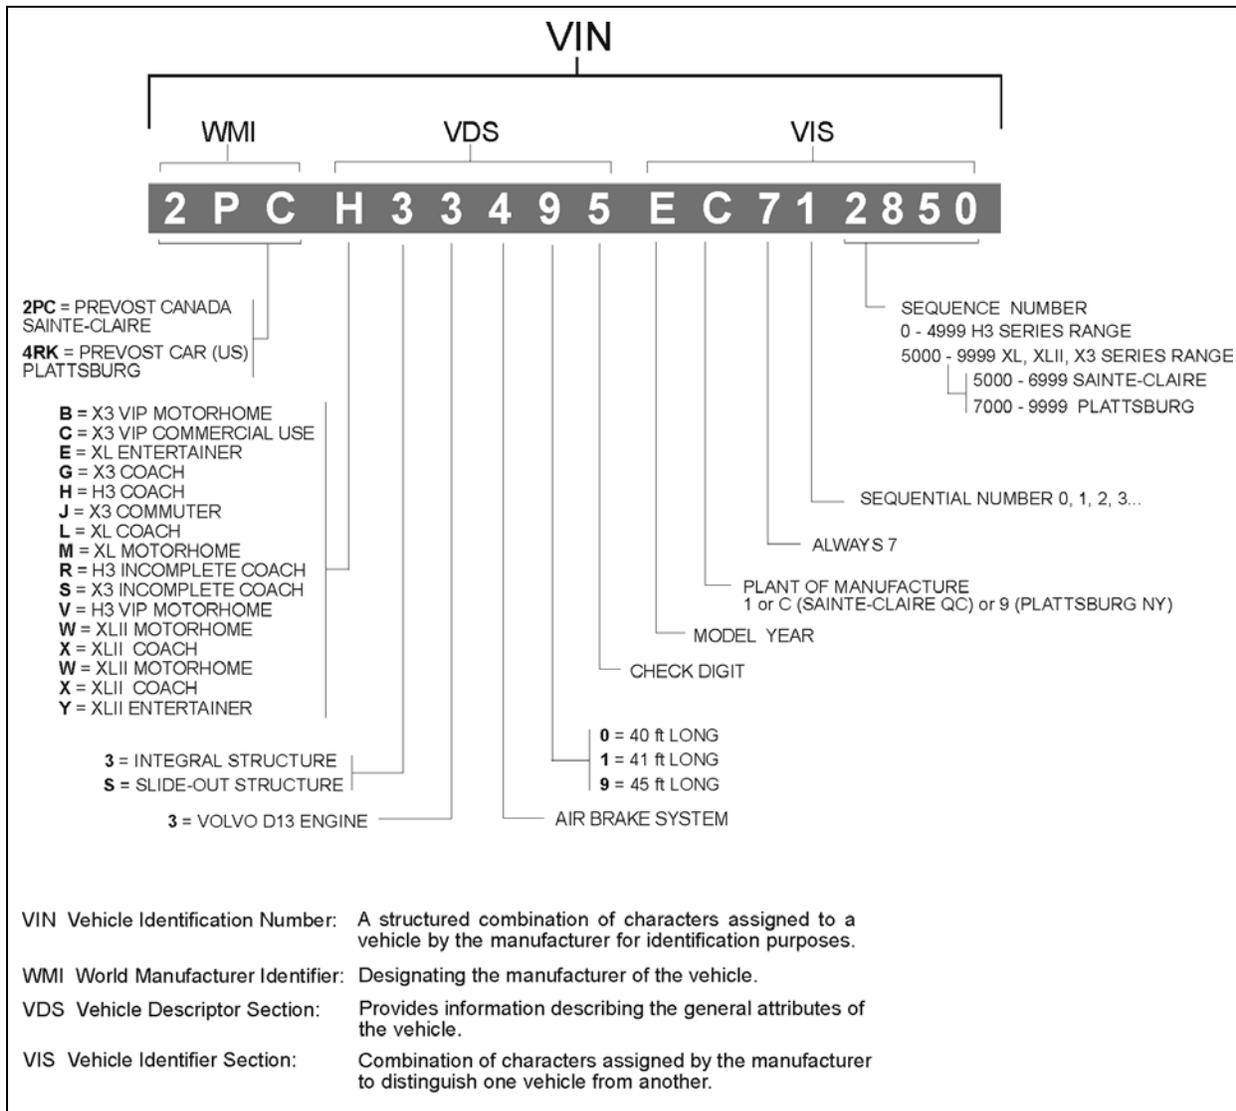 VIN
WMI VDS VIS
2 P C H 3 3 4 9 5 E C 7 1 2 8 5 0
2PC = PREVOST CANADA
SAINTE-CLAIRE
4RK = PREVOST CAR (US)
PLATTSBURG
SEQUENCE NUMBER
0 - 4999 H3 SERIES RANGE
5000 - 9999 XL, XLII, X3 SERIES RANGE
5000 - 6999 SAINTE-CLAIRE
7000 - 9999 PLATTSBURG
B = X3 VIP MOTORHOME
C = X3 VIP COMMERCIAL USE
E = XL ENTERTAINER
G = X3 COACH
H = H3 COACH
J = X3 COMMUTER
L = XL COACH
M = XL MOTORHOME
R = H3 INCOMPLETE COACH
S = X3 INCOMPLETE COACH
V = H3 VIP MOTORHOME
W = XLII MOTORHOME
X = XLII COACH
W = XLII MOTORHOME
X = XLII COACH
Y = XLII ENTERTAINER
SEQUENTIAL NUMBER 0, 1, 2, 3...
ALWAYS 7
PLANT OF MANUFACTURE
1 or C (SAINTE-CLAIRE QC) or 9 (PLATTSBURG NY)
MODEL YEAR
CHECK DIGIT
0 = 40 ft LONG
1 = 41 ft LONG
9 = 45 ft LONG
3 = INTEGRAL STRUCTURE
S = SLIDE-OUT STRUCTURE
3 = VOLVO D13 ENGINE
AIR BRAKE SYSTEM
VIN Vehicle Identification Number: A structured combination of characters assigned to a
vehicle by the manufacturer for identification purposes.
WMI World Manufacturer Identifier: Designating the manufacturer of the vehicle.
VDS Vehicle Descriptor Section: Provides information describing the general attributes of
the vehicle.
VIS Vehicle Identifier Section: Combination of characters assigned by the manufacturer
to distinguish one vehicle from another.